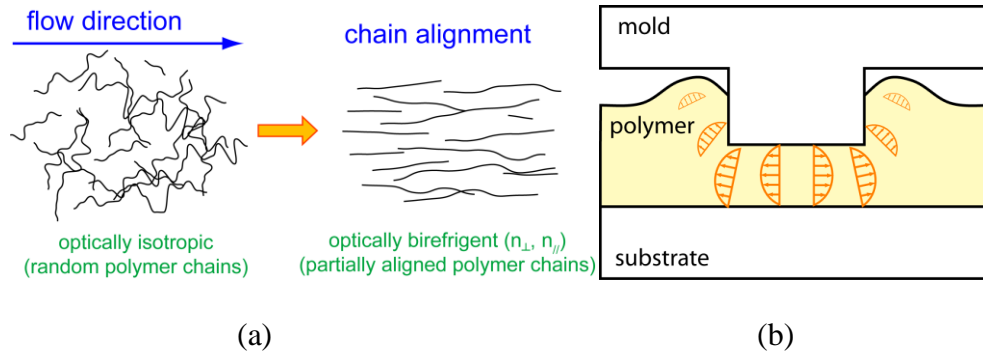 flow direction
chain alignment
optically isotropic
(random polymer chains)
optically birefrigent (n⊥, n//)
(partially aligned polymer chains)
(a)
mold
polymer
substrate
(b)